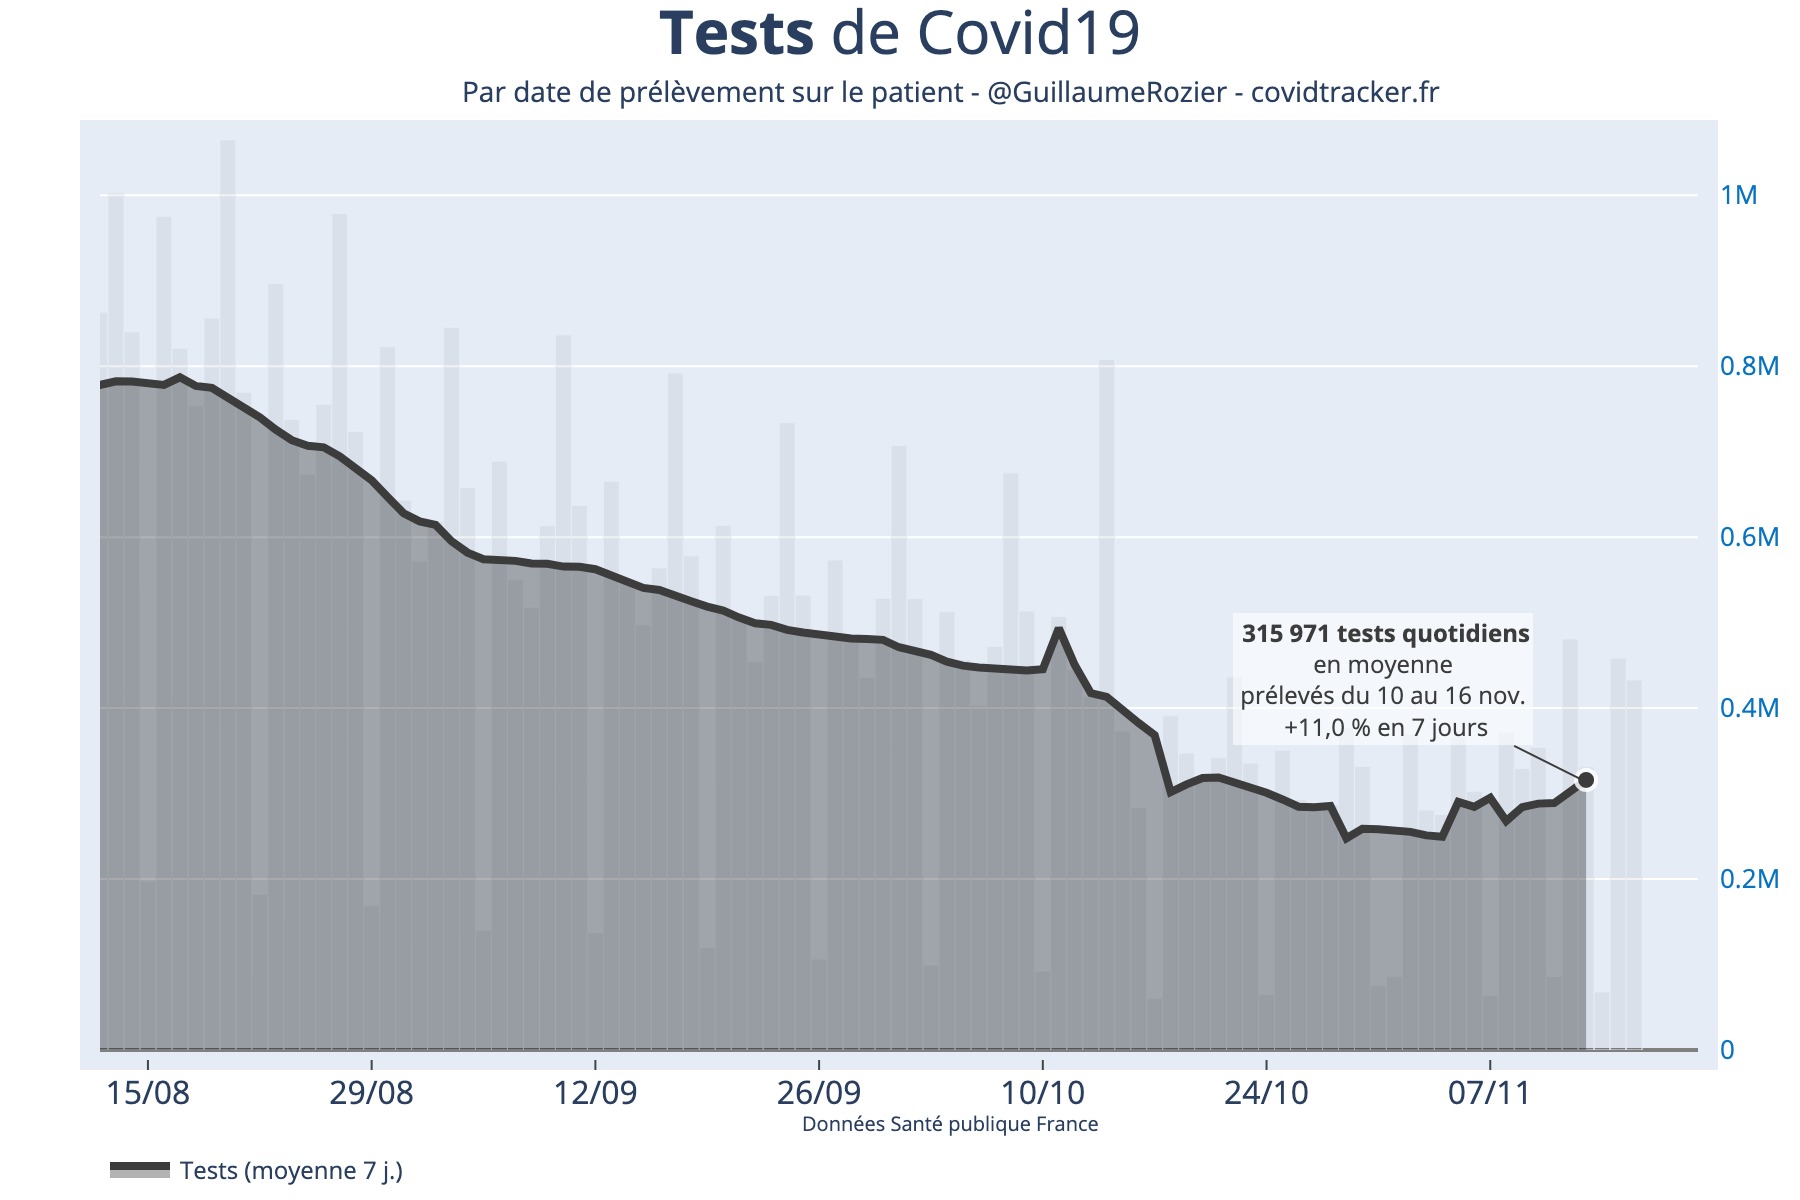 Tests de Covid19
Par date de prélèvement sur le patient - @GuillaumeRozier - covidtracker.fr
1M
0.8M
0.6M
315 971 tests quotidiens
en moyenne
prélevés du 10 au 16 nov.
+11,0 % en 7 jours
0.4M
0.2M
0
15/08 29/08 12/09 26/09 10/10 24/10 07/11
Données Santé publique France
Tests (moyenne 7 j.)